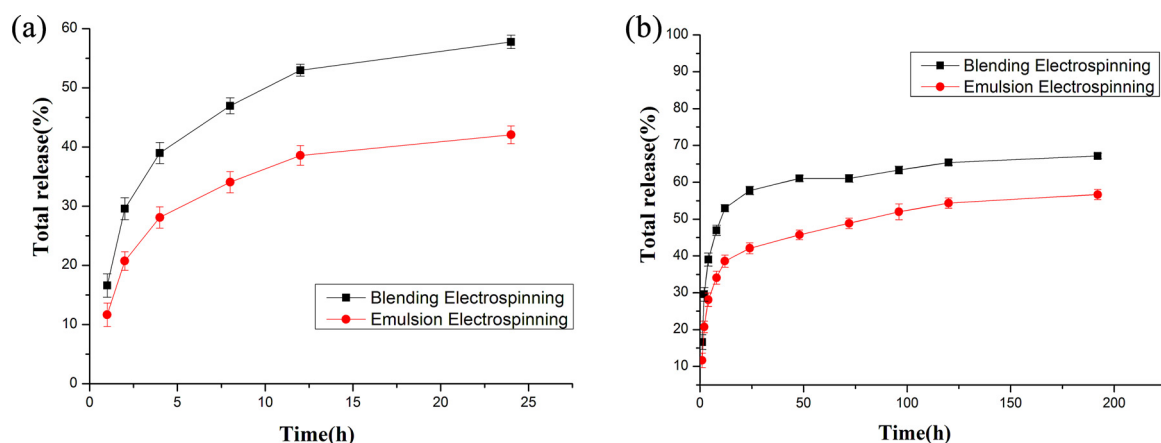 (a)
60
50
40
30
20
10
0
Total release(%)
Blending Electrospinning
Emulsion Electrospinning
0 5 10 15 20 25
Time(h)
(b)
100
90
80
70
60
50
40
30
20
10
Total release(%)
Blending Electrospinning
Emulsion Electrospinning
0 50 100 150 200
Time(h)